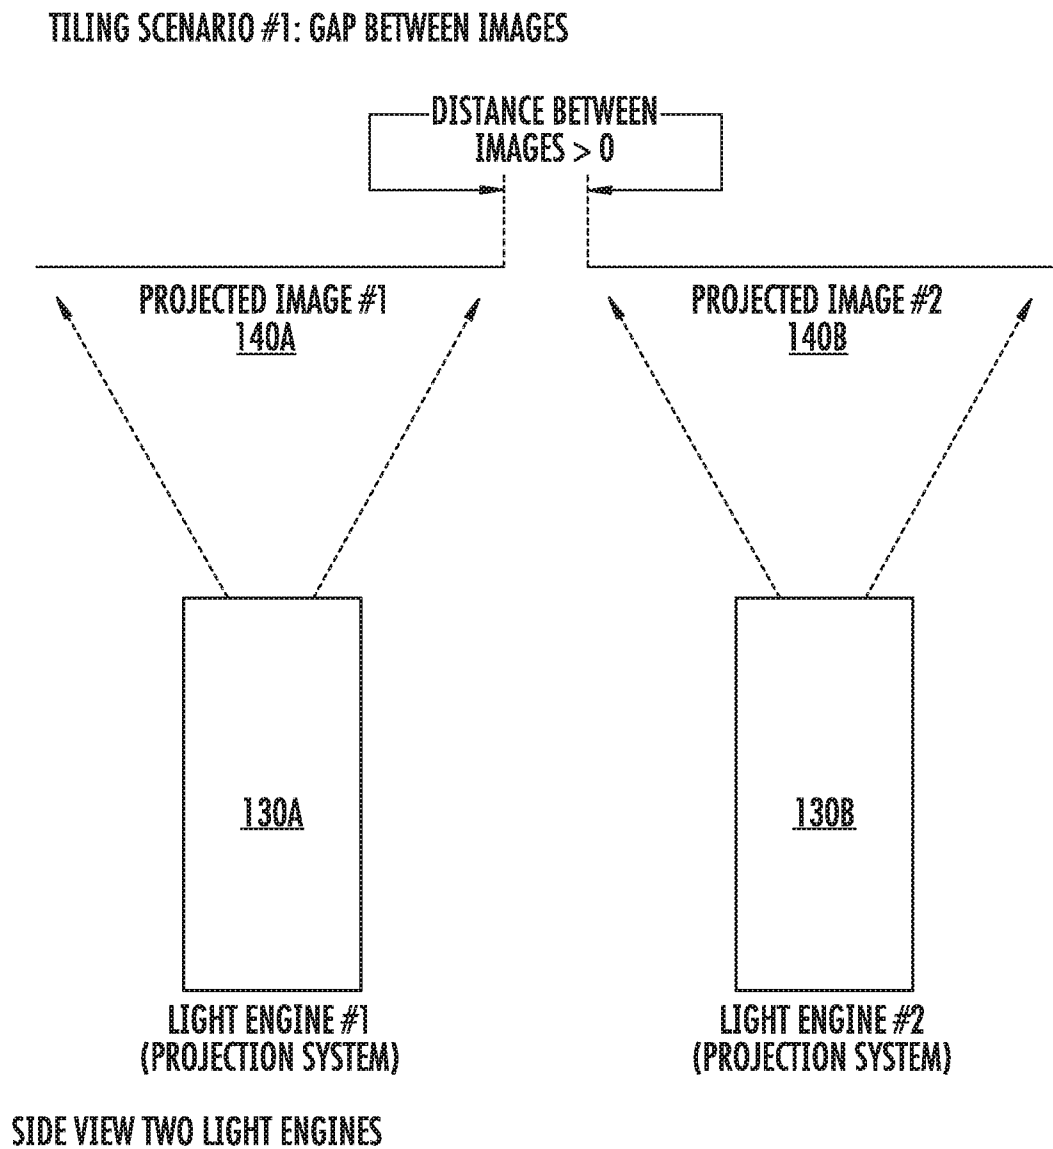 TILING SCENARIO #1: GAP BETWEEN IMAGES
DISTANCE BETWEEN
IMAGES > 0
PROJECTED IMAGE #1
140A
PROJECTED IMAGE #2
140B
130A
130B
LIGHT ENGINE #1
(PROJECTION SYSTEM)
LIGHT ENGINE #2
(PROJECTION SYSTEM)
SIDE VIEW TWO LIGHT ENGINES